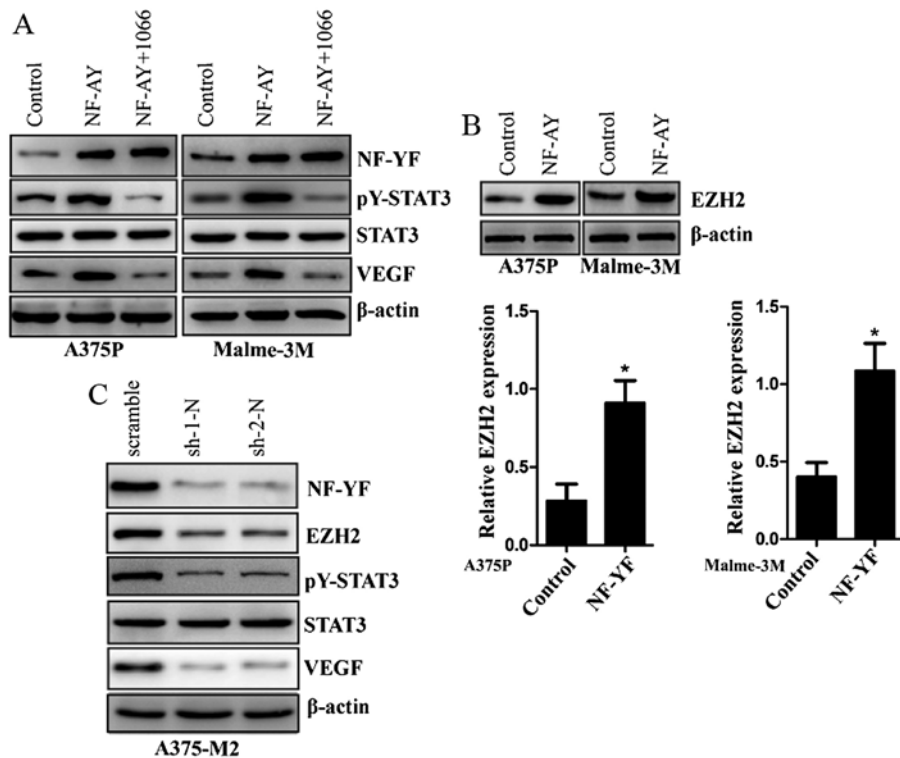 A
Control
NF-AY
NF-AY+1066
Control
NF-AY
NF-AY+1066
NF-YF
pY-STAT3
STAT3
VEGF
β-actin
A375P
Malme-3M
B
Control
NF-AY
Control
NF-AY
EZH2
β-actin
A375P
Malme-3M
Relative EZH2 expression
1.5
1.0
0.5
0.0
*
A375P
Control
NF-YF
Relative EZH2 expression
1.5
1.0
0.5
0.0
*
Malme-3M
Control
NF-YF
C
scramble
sh-1-N
sh-2-N
NF-YF
EZH2
pY-STAT3
STAT3
VEGF
β-actin
A375-M2